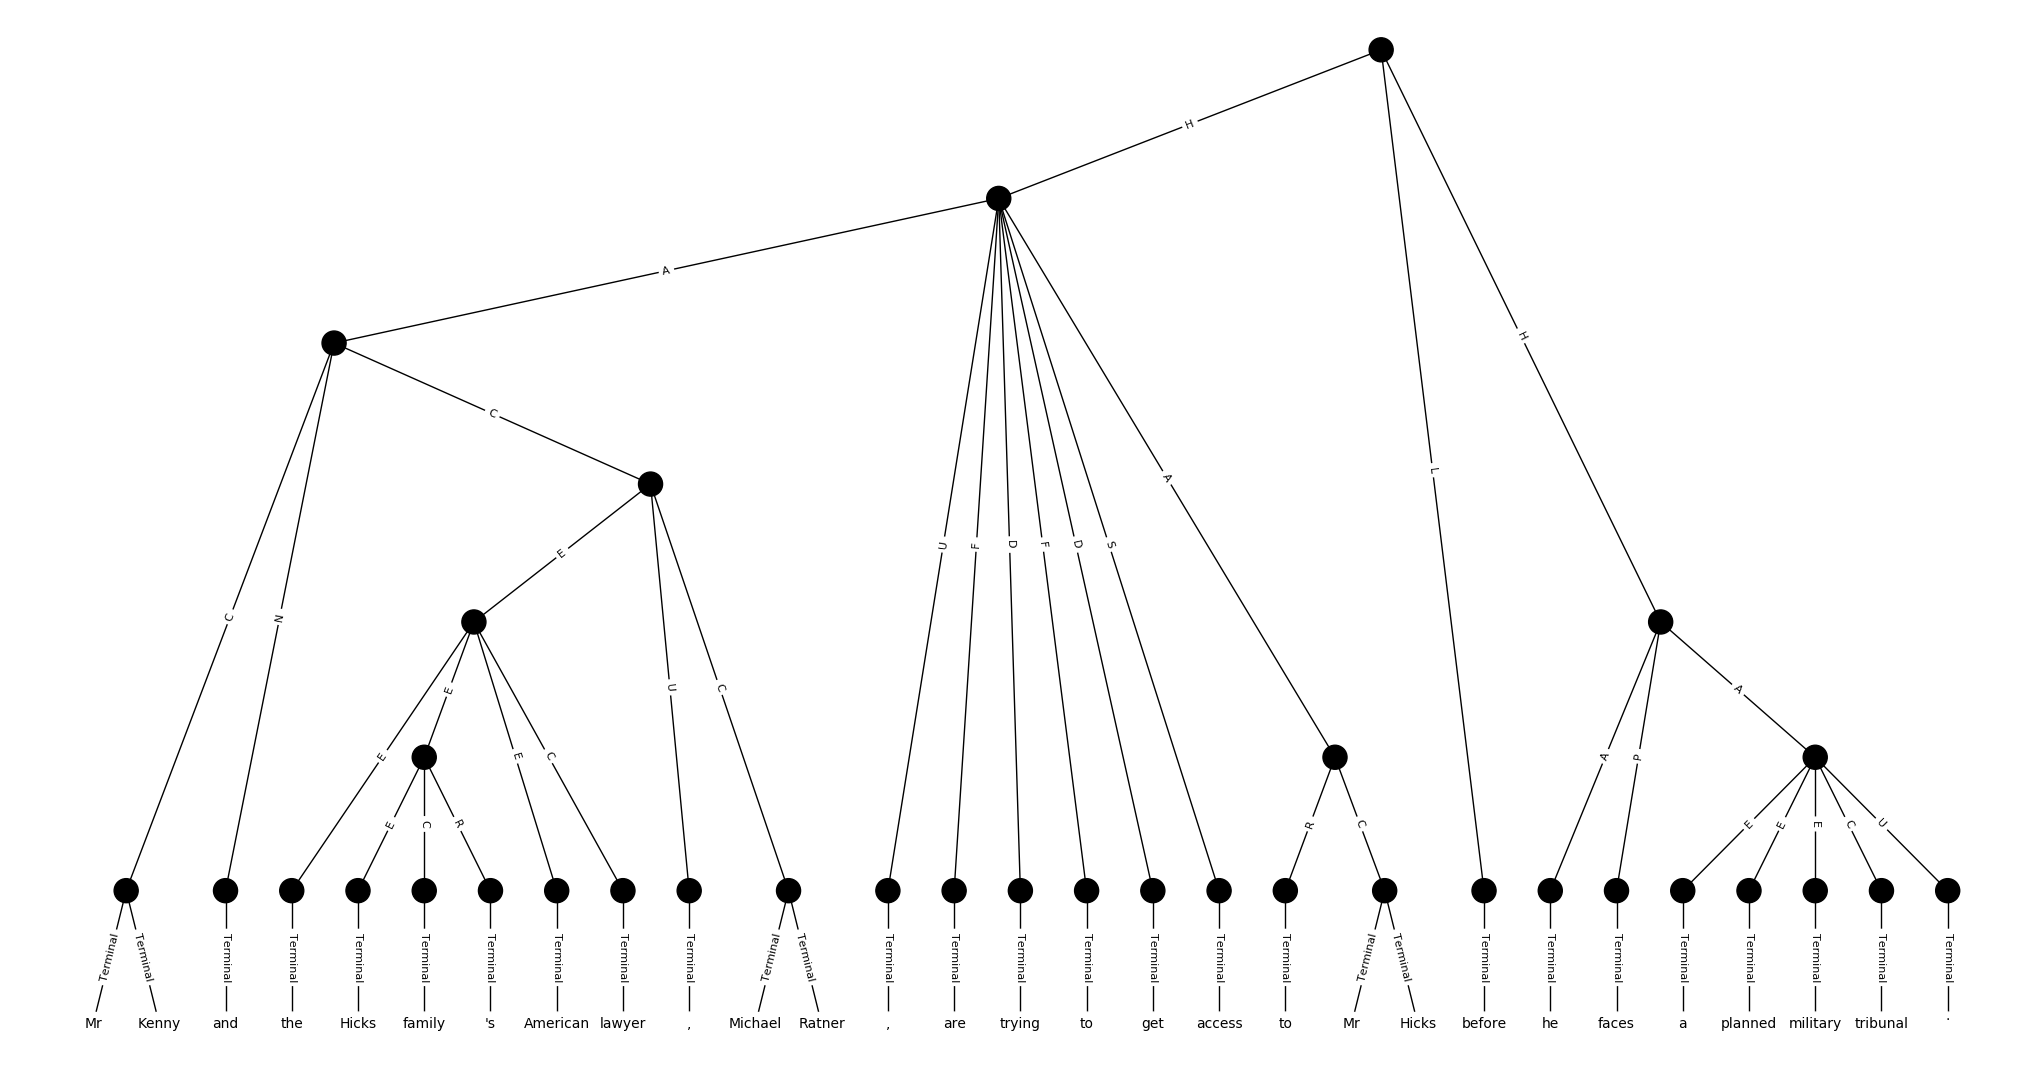 H
A
H
C
L
A
E
U F D F D S
C N
E U C
A
E E C A P
E C R R C E E E C U
Terminal Terminal Terminal Terminal Terminal Terminal Terminal Terminal Terminal Terminal Terminal Terminal Terminal Terminal Terminal Terminal Terminal Terminal Terminal Terminal Terminal Terminal Terminal Terminal Terminal Terminal Terminal Terminal Terminal
Mr Kenny and the Hicks family 's American lawyer , Michael Ratner , are trying to get access to Mr Hicks before he faces a planned military tribunal .